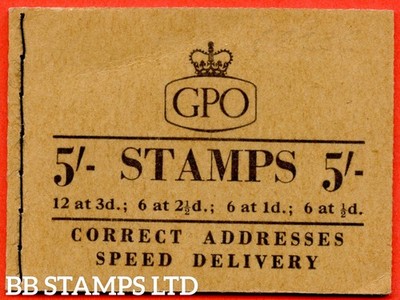 GPO
5/- STAMPS 5/-
12 at 3d.; 6 at 2½d.; 6 at 1d.; 6 at ½d.
CORRECT ADDRESSES
SPEED DELIVERY
BB STAMPS LTD